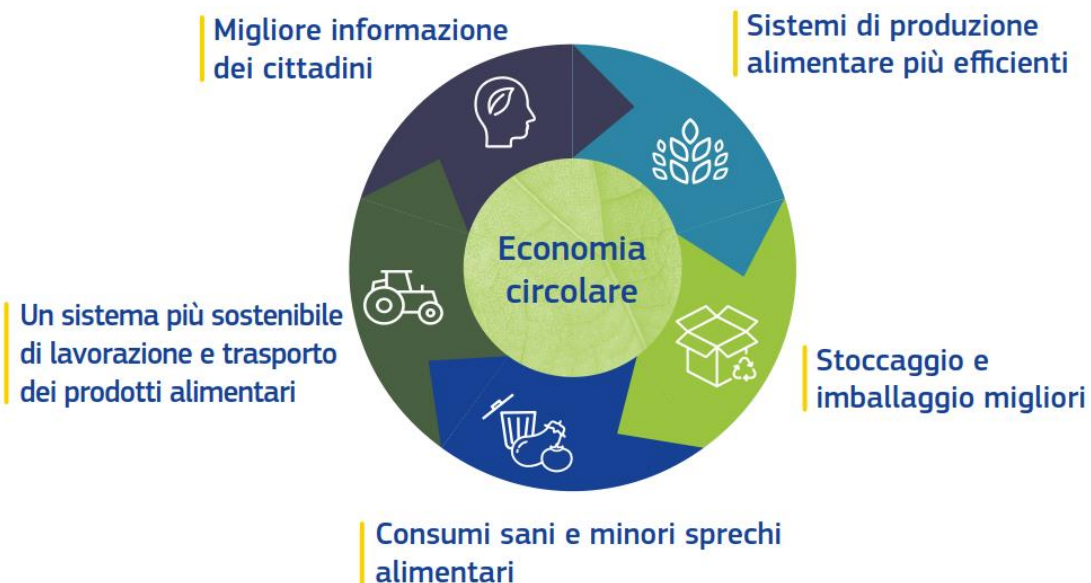 Migliore informazione
dei cittadini
Sistemi di produzione
alimentare più efficienti
Economia
circolare
Un sistema più sostenibile
di lavorazione e trasporto
dei prodotti alimentari
Stoccaggio e
imballaggio migliori
Consumi sani e minori sprechi
alimentari